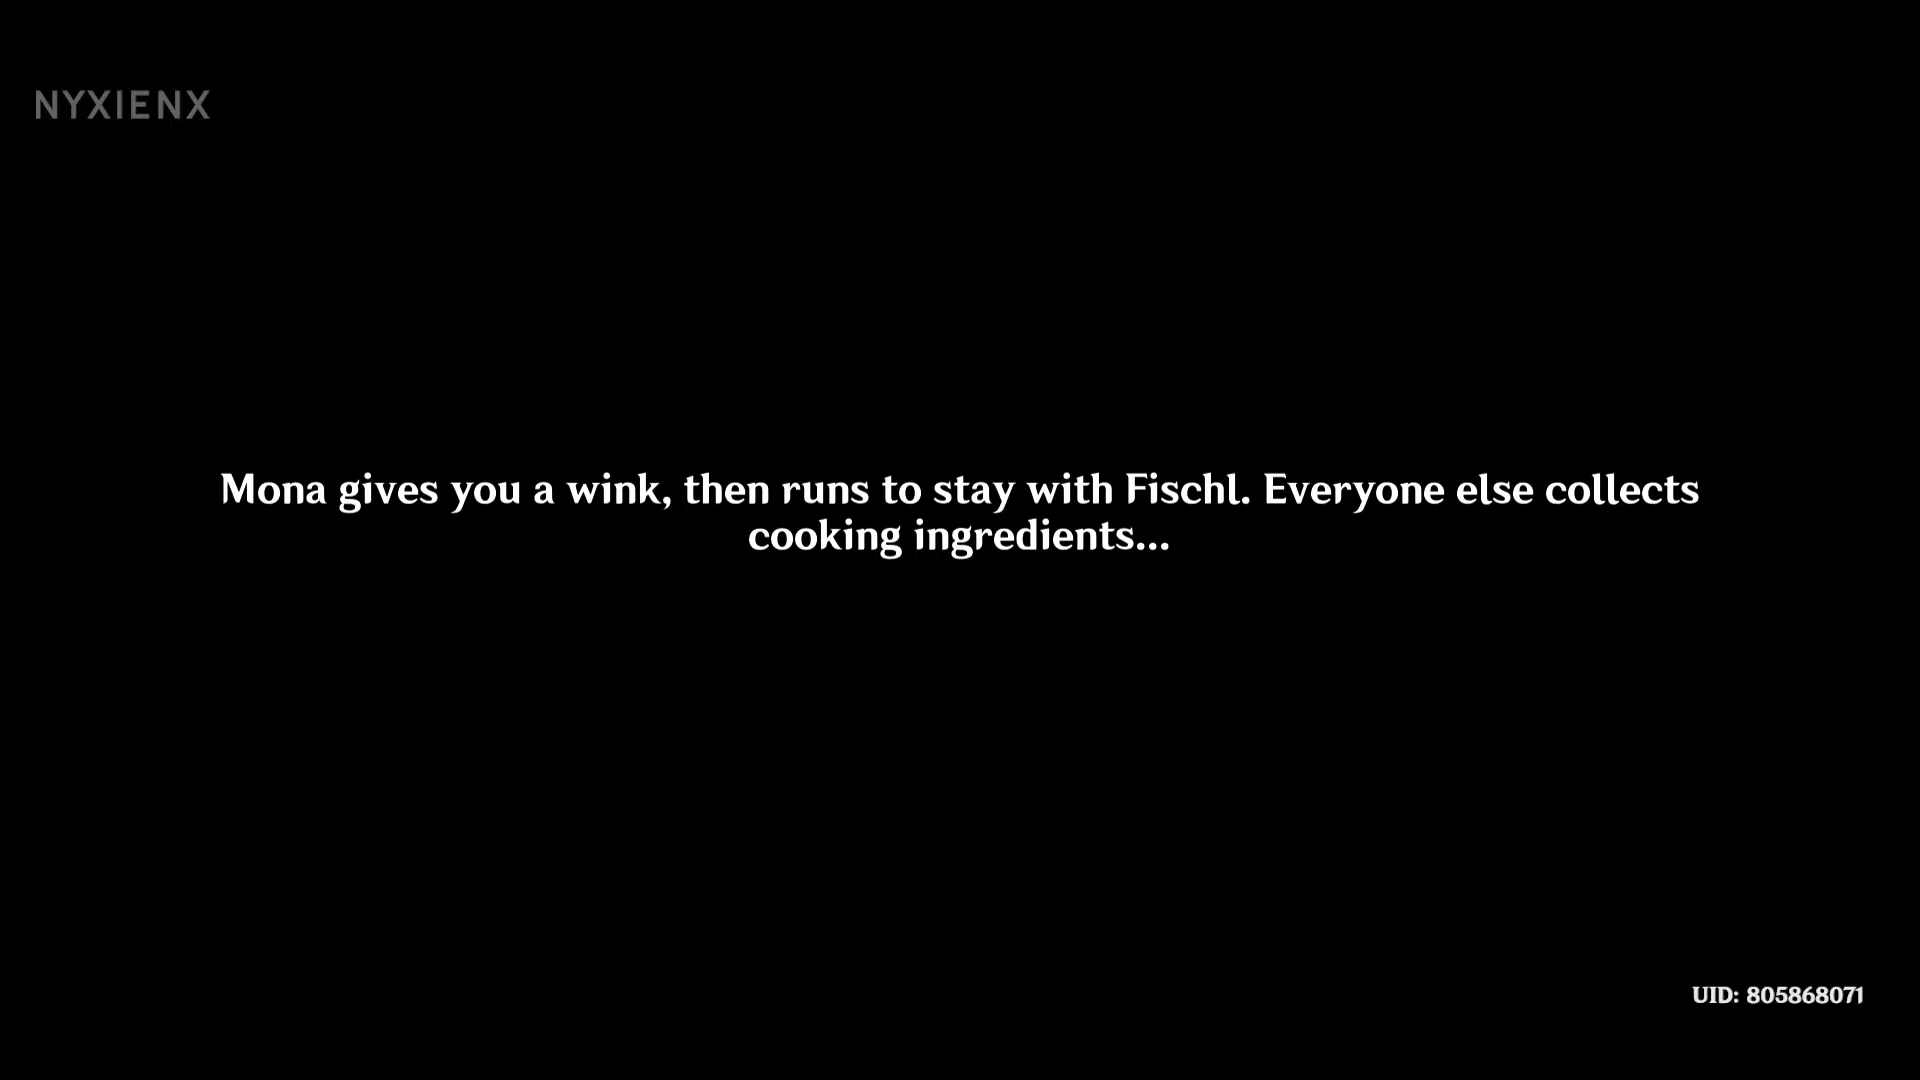 NYXIENX
Mona gives you a wink, then runs to stay with Fischl. Everyone else collects
cooking ingredients...
UID: 805868071